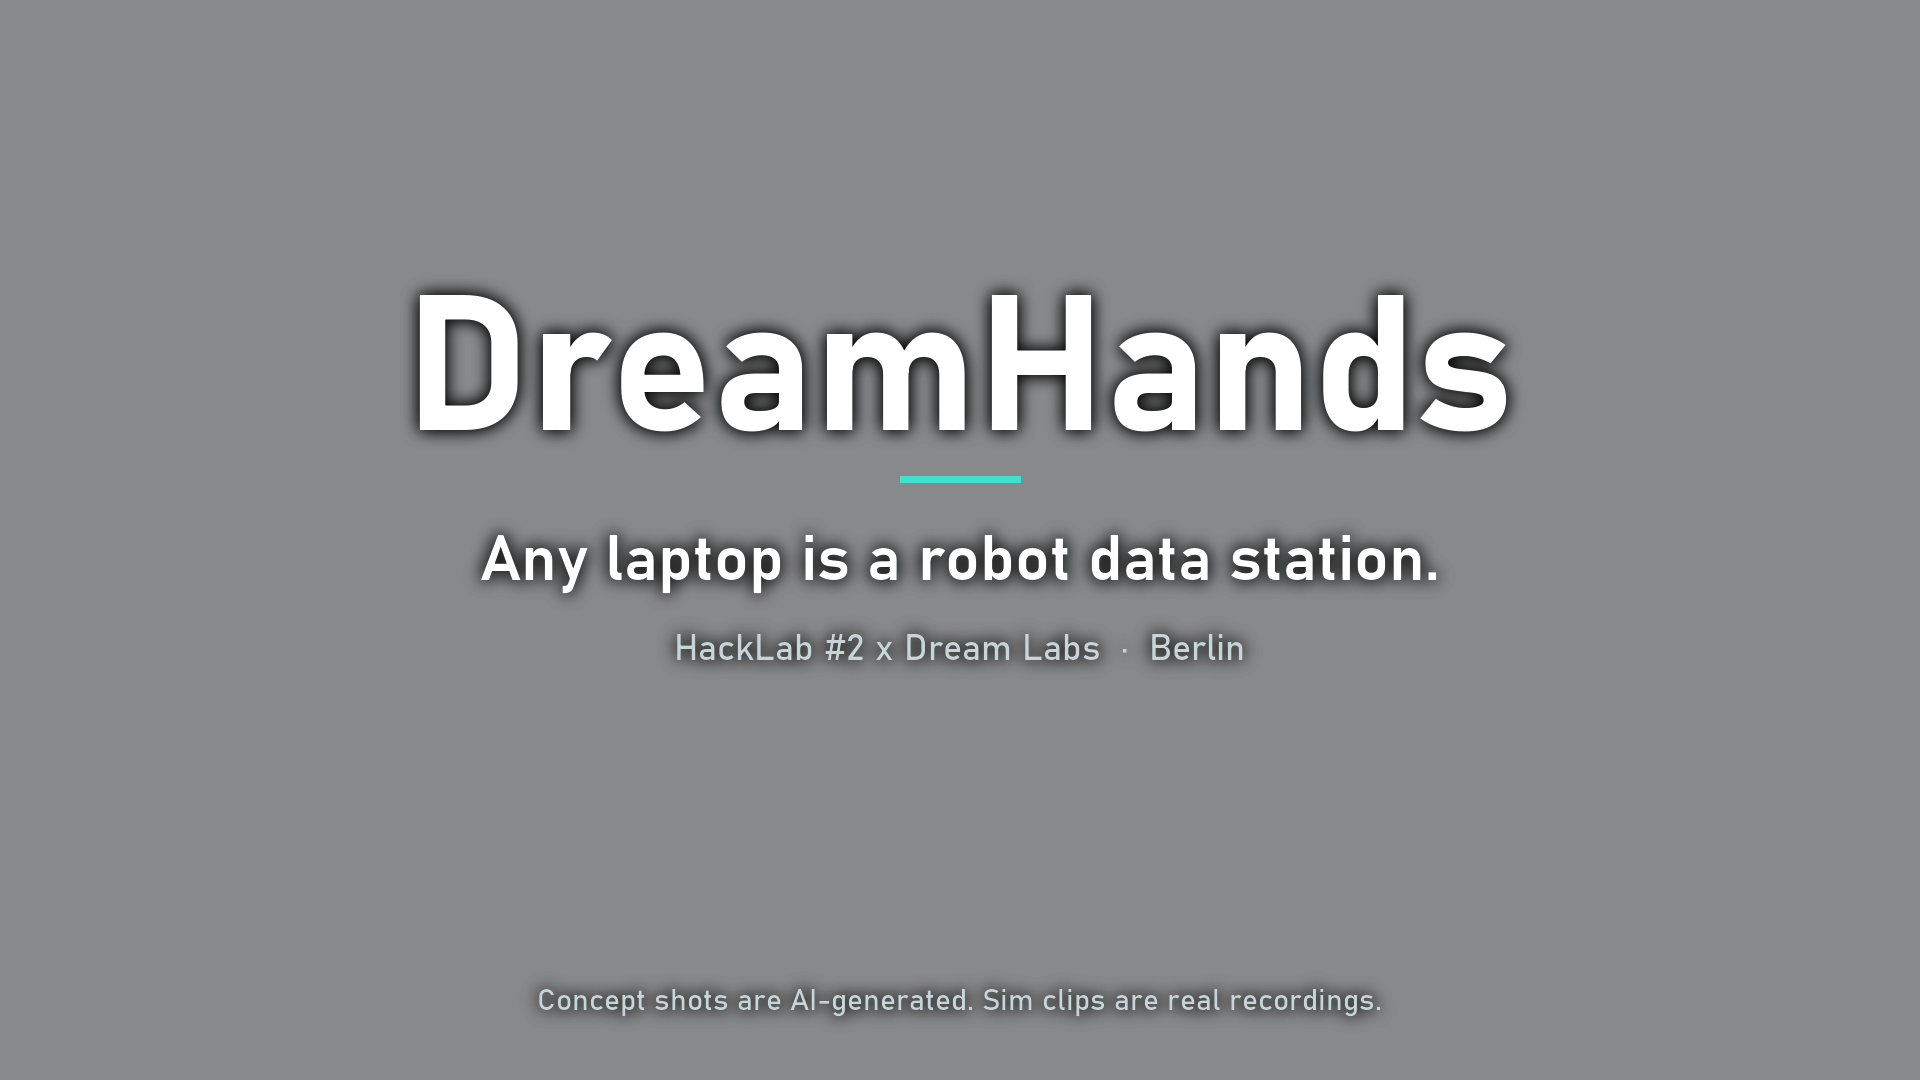 DreamHands
Any laptop is a robot data station.
HackLab #2 x Dream Labs · Berlin
Concept shots are AI-generated. Sim clips are real recordings.